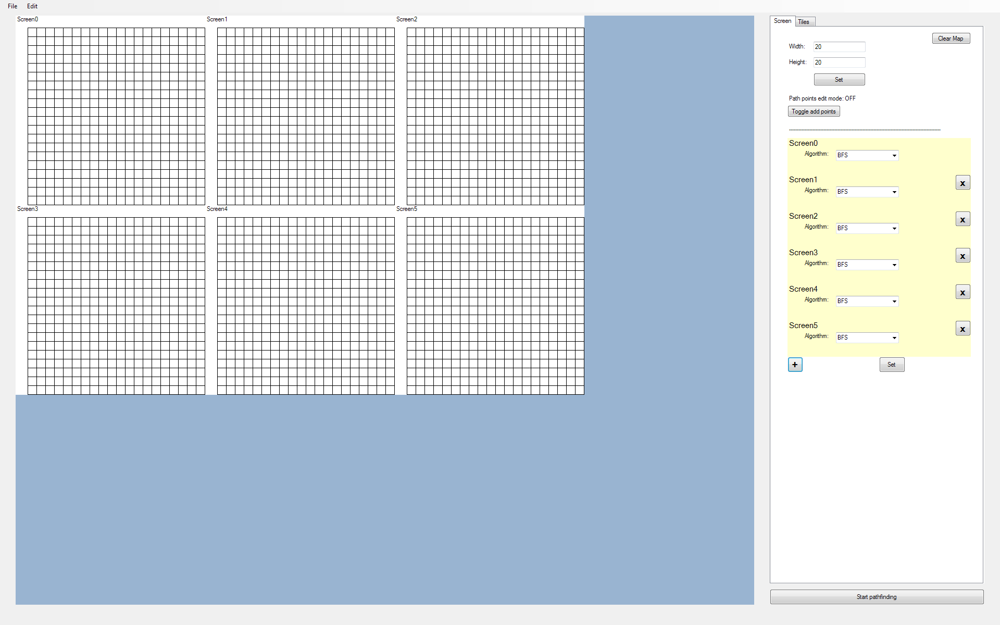 File Edit
Screen0 Screen1 Screen2
Screen3 Screen4 Screen5
Screen Tiles
Clear Map
Width: 20
Height: 20
Set
Path points edit mode: OFF
Toggle add points
Screen0
Algorithm: BFS
Screen1
x
Algorithm: BFS
Screen2
x
Algorithm: BFS
Screen3
x
Algorithm: BFS
Screen4
x
Algorithm: BFS
Screen5
x
Algorithm: BFS
+ Set
Start pathfinding